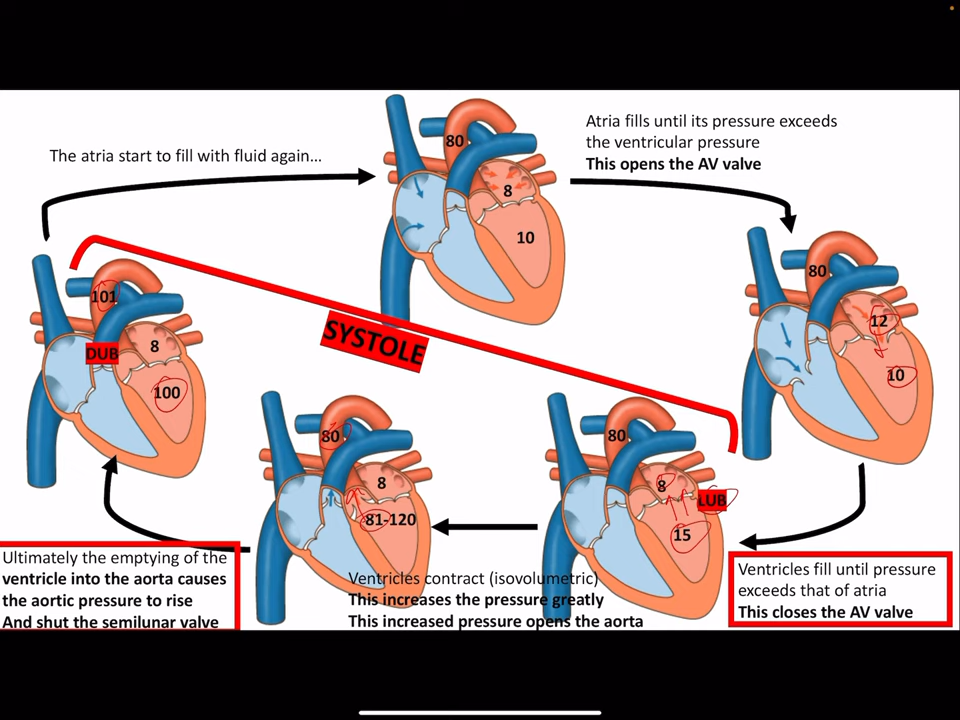 Atria fills until its pressure exceeds
the ventricular pressure
This opens the AV valve
The atria start to fill with fluid again...
80
8
10
80
12
10
101
DUB
8
100
SYSTOLE
80
8
81-120
80
8
LUB
15
Ultimately the emptying of the
ventricle into the aorta causes
the aortic pressure to rise
And shut the semilunar valve
Ventricles contract (isovolumetric)
This increases the pressure greatly
This increased pressure opens the aorta
Ventricles fill until pressure
exceeds that of atria
This closes the AV valve